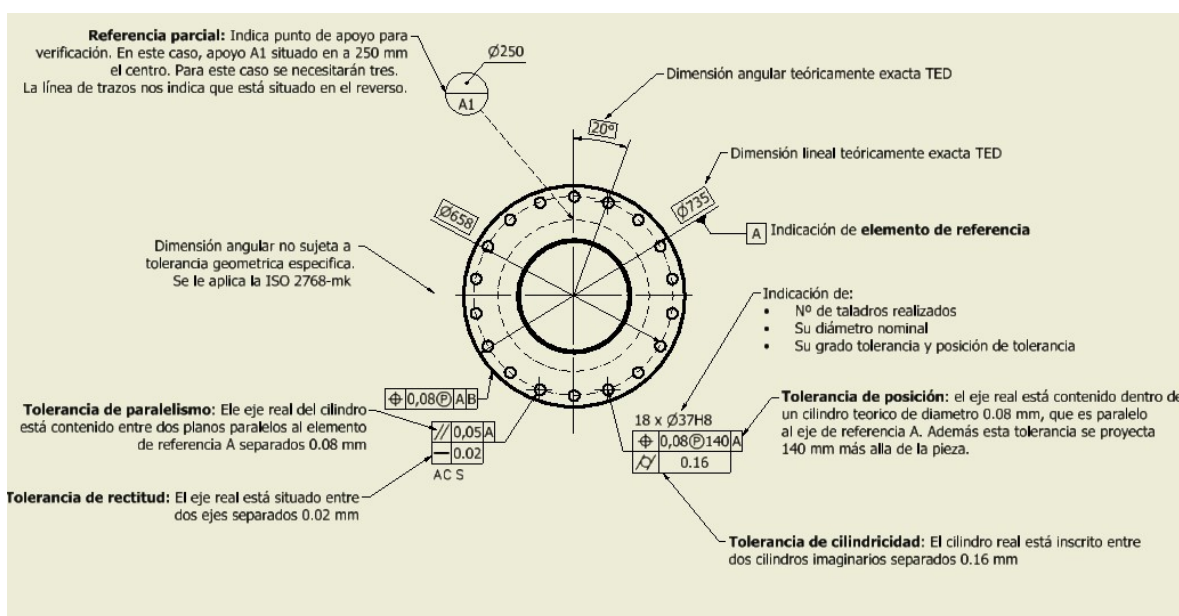 Referencia parcial: Indica punto de apoyo para
verificación. En este caso, apoyo A1 situado en a 250 mm
el centro. Para este caso se necesitarán tres.
La línea de trazos nos indica que está situado en el reverso.
Ø250
A1
Dimensión angular teóricamente exacta TED
20º
Dimensión lineal teóricamente exacta TED
Ø735
Ø658
A Indicación de elemento de referencia
Dimensión angular no sujeta a
tolerancia geometrica especifica.
Se le aplica la ISO 2768-mk
Indicación de:
• Nº de taladros realizados
• Su diámetro nominal
• Su grado tolerancia y posición de tolerancia
⌖ 0,08Ⓟ A B
Tolerancia de paralelismo: Ele eje real del cilindro
está contenido entre dos planos paralelos al elemento
de referencia A separados 0.08 mm
// 0,05 A
— 0.02
AC S
Tolerancia de rectitud: El eje real está situado entre
dos ejes separados 0.02 mm
18 x Ø37H8
⌖ 0,08Ⓟ140 A
⌭ 0.16
Tolerancia de posición: el eje real está contenido dentro de
un cilindro teorico de diametro 0.08 mm, que es paralelo
al eje de referencia A. Además esta tolerancia se proyecta
140 mm más alla de la pieza.
Tolerancia de cilindricidad: El cilindro real está inscrito entre
dos cilindros imaginarios separados 0.16 mm